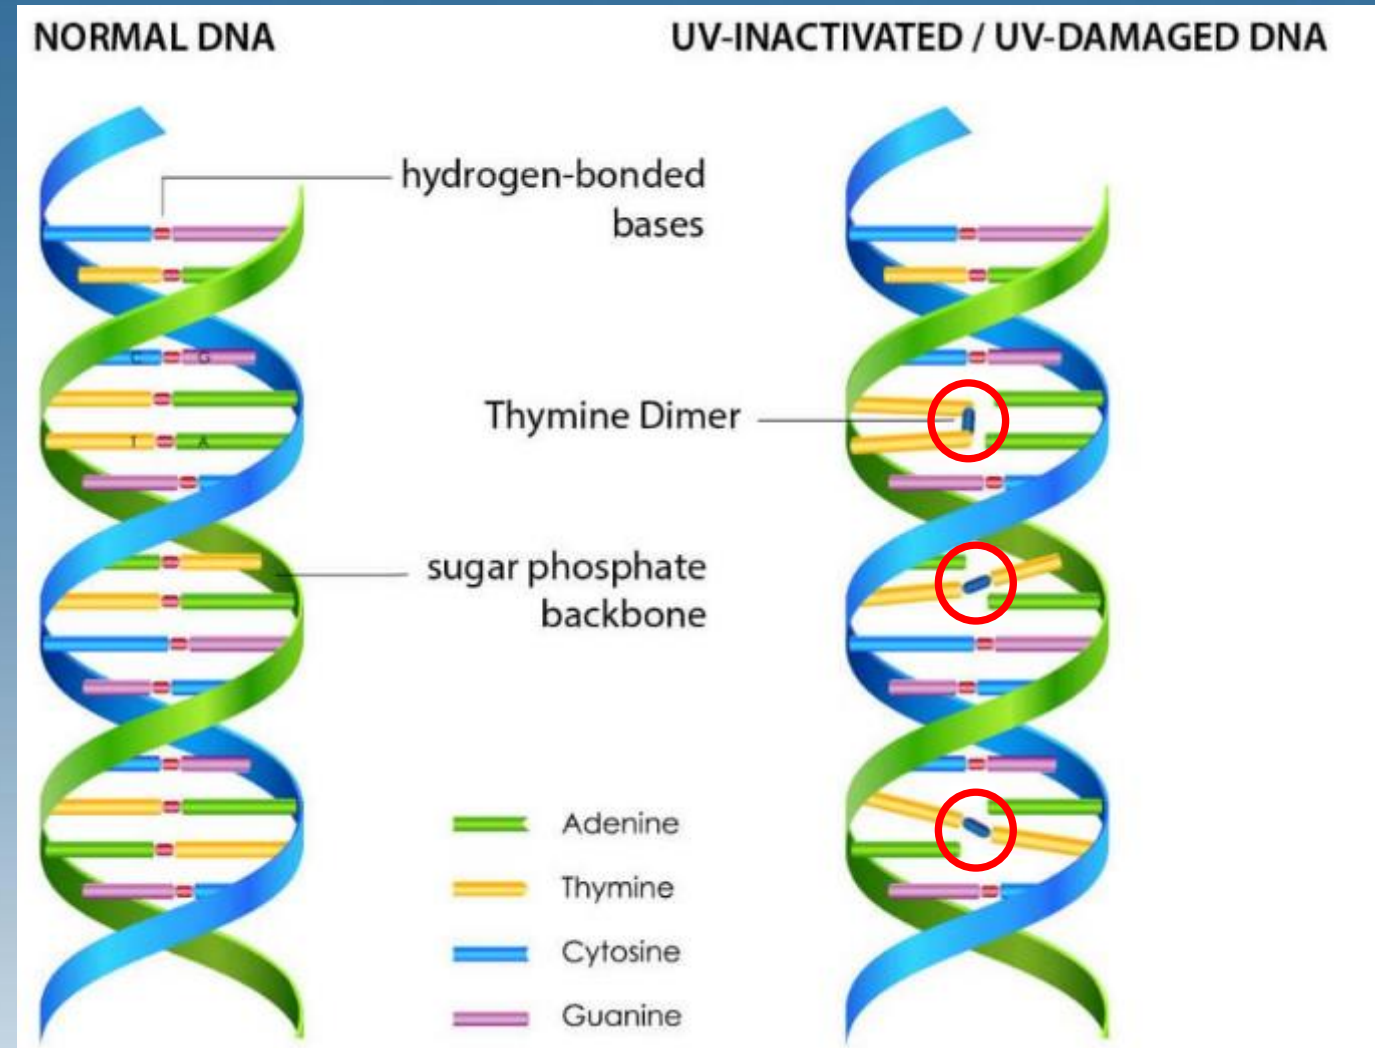 NORMAL DNA
UV-INACTIVATED / UV-DAMAGED DNA
hydrogen-bonded
bases
C G
Thymine Dimer
T A
sugar phosphate
backbone
Adenine
Thymine
Cytosine
Guanine